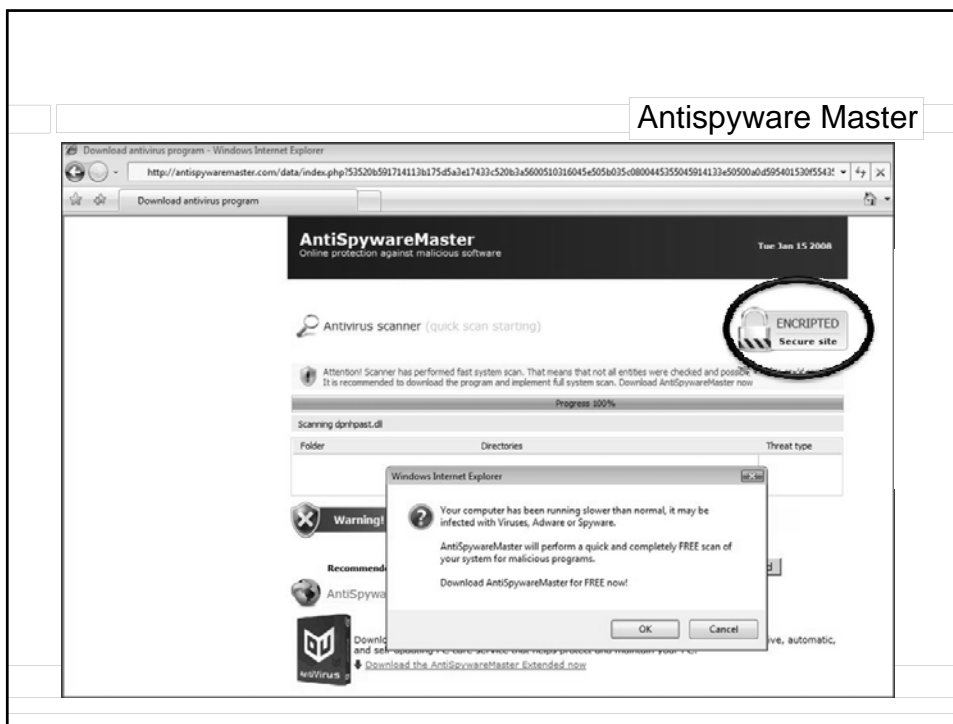 Antispyware Master
Download antivirus program - Windows Internet Explorer
http://antispywaremaster.com/data/index.php?
Download antivirus program
AntiSpywareMaster
Online protection against malicious software
Tue Jan 15 2008
Antivirus scanner (quick scan starting)
ENCRIPTED
Secure site
Attention! Scanner has performed fast system scan. That means that not all entities were checked and
It is recommended to download the program and implement full system scan. Download AntiSpywareMaster now
Progress 100%
Scanning dpnhpast.dll
Folder Directories Threat type
Windows Internet Explorer
Your computer has been running slower than normal, it may be
infected with Viruses, Adware or Spyware.
AntiSpywareMaster will perform a quick and completely FREE scan of
your system for malicious programs.
Download AntiSpywareMaster for FREE now!
OK Cancel
Warning!
Recommende
AntiSpywa
Downlo ive, automatic,
and self-updating PC care service that helps protect and maintain your PC.
Download the AntiSpywareMaster Extended now
AntiVirus